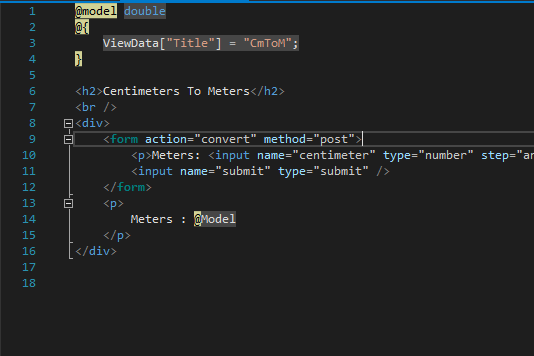 1 @model double
2 @{
3 ViewData["Title"] = "CmToM";
4 }
5
6 <h2>Centimeters To Meters</h2>
7 <br />
8 <div>
9 <form action="convert" method="post">
10 <p>Meters: <input name="centimeter" type="number" step="an
11 <input name="submit" type="submit" />
12 </form>
13 <p>
14 Meters : @Model
15 </p>
16 </div>
17
18